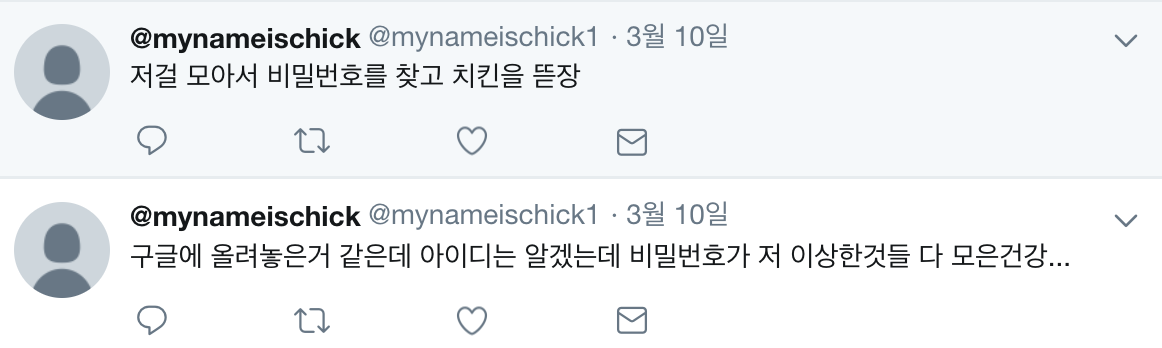 @mynameischick @mynameischick1 · 3월 10일
저걸 모아서 비밀번호를 찾고 치킨을 뜯장
@mynameischick @mynameischick1 · 3월 10일
구글에 올려놓은거 같은데 아이디는 알겠는데 비밀번호가 저 이상한것들 다 모은건강...